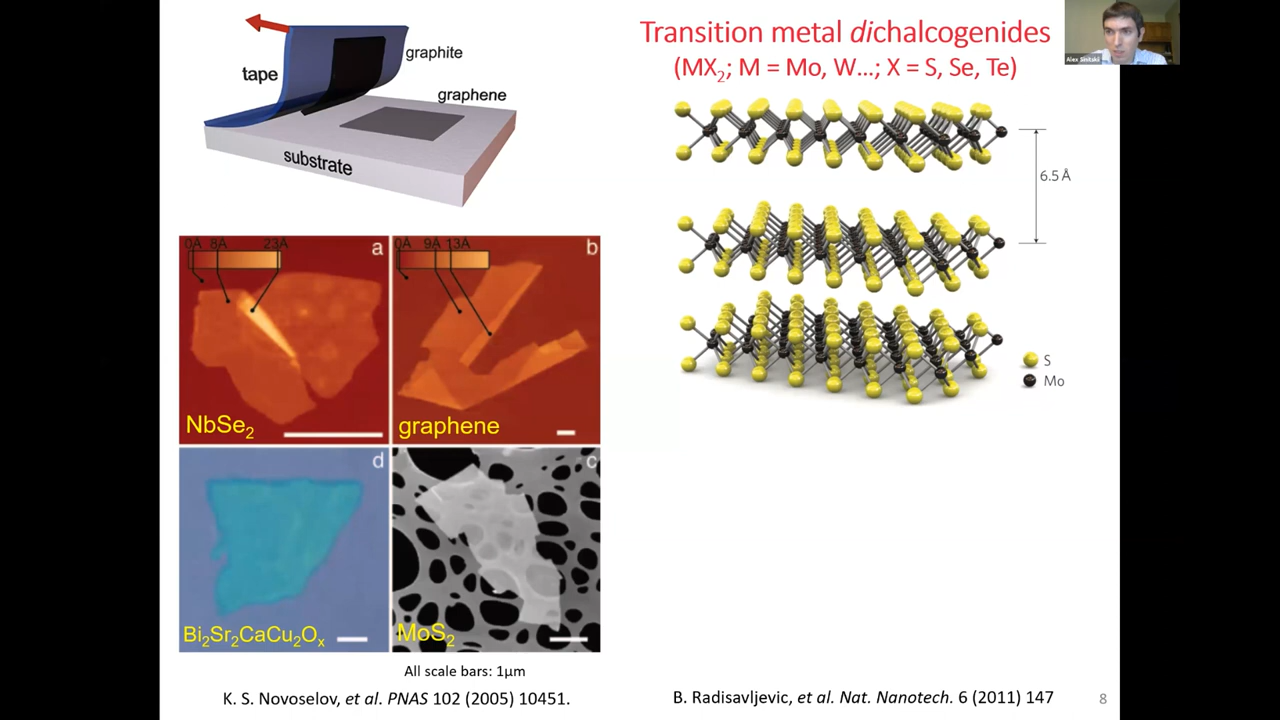 graphite
tape
graphene
substrate
0Å 8Å 23Å
a
NbSe₂
0Å 9Å 13Å
b
graphene
d
Bi₂Sr₂CaCu₂Oₓ
c
MoS₂
All scale bars: 1µm
K. S. Novoselov, et al. PNAS 102 (2005) 10451.
Transition metal dichalcogenides
(MX₂; M = Mo, W…; X = S, Se, Te)
6.5 Å
S
Mo
B. Radisavljevic, et al. Nat. Nanotech. 6 (2011) 147
8
Alex Sinitskii